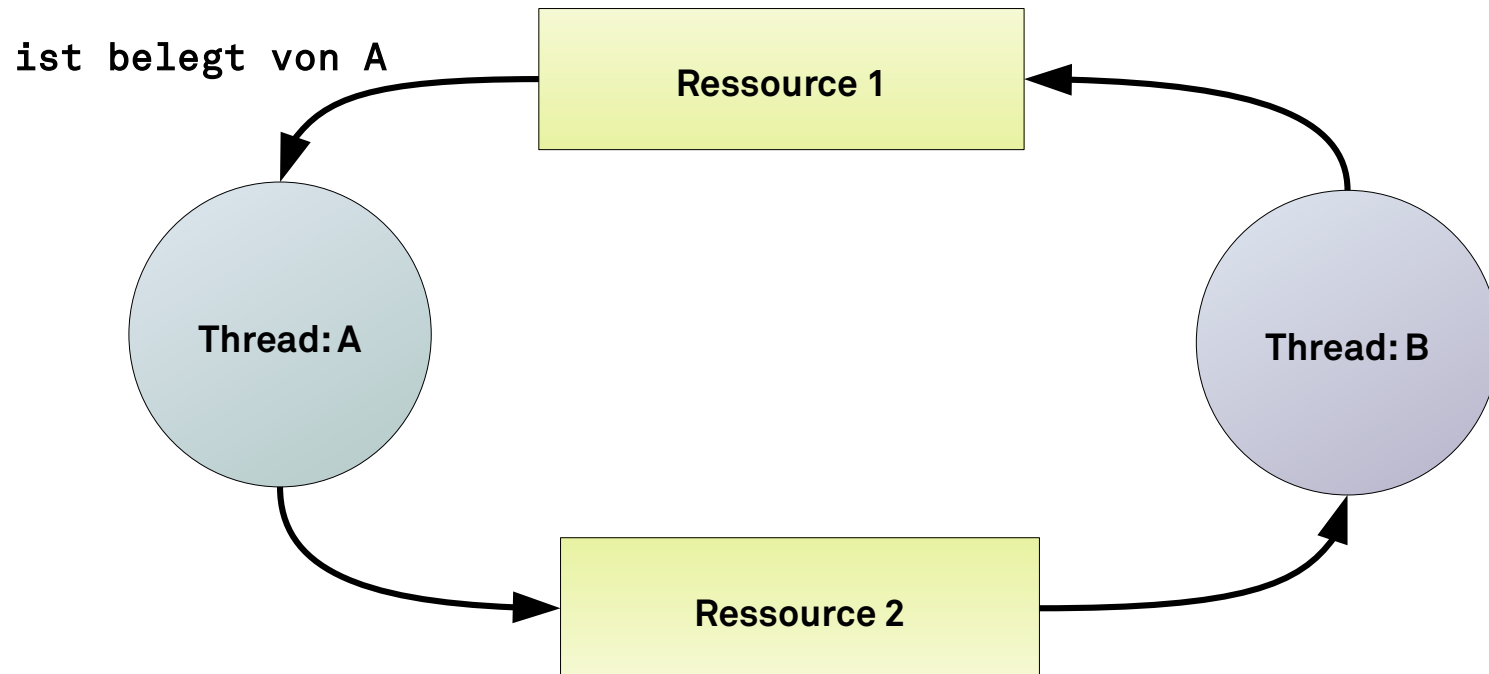 ist belegt von A
Ressource 1
Thread: A
Thread: B
Ressource 2